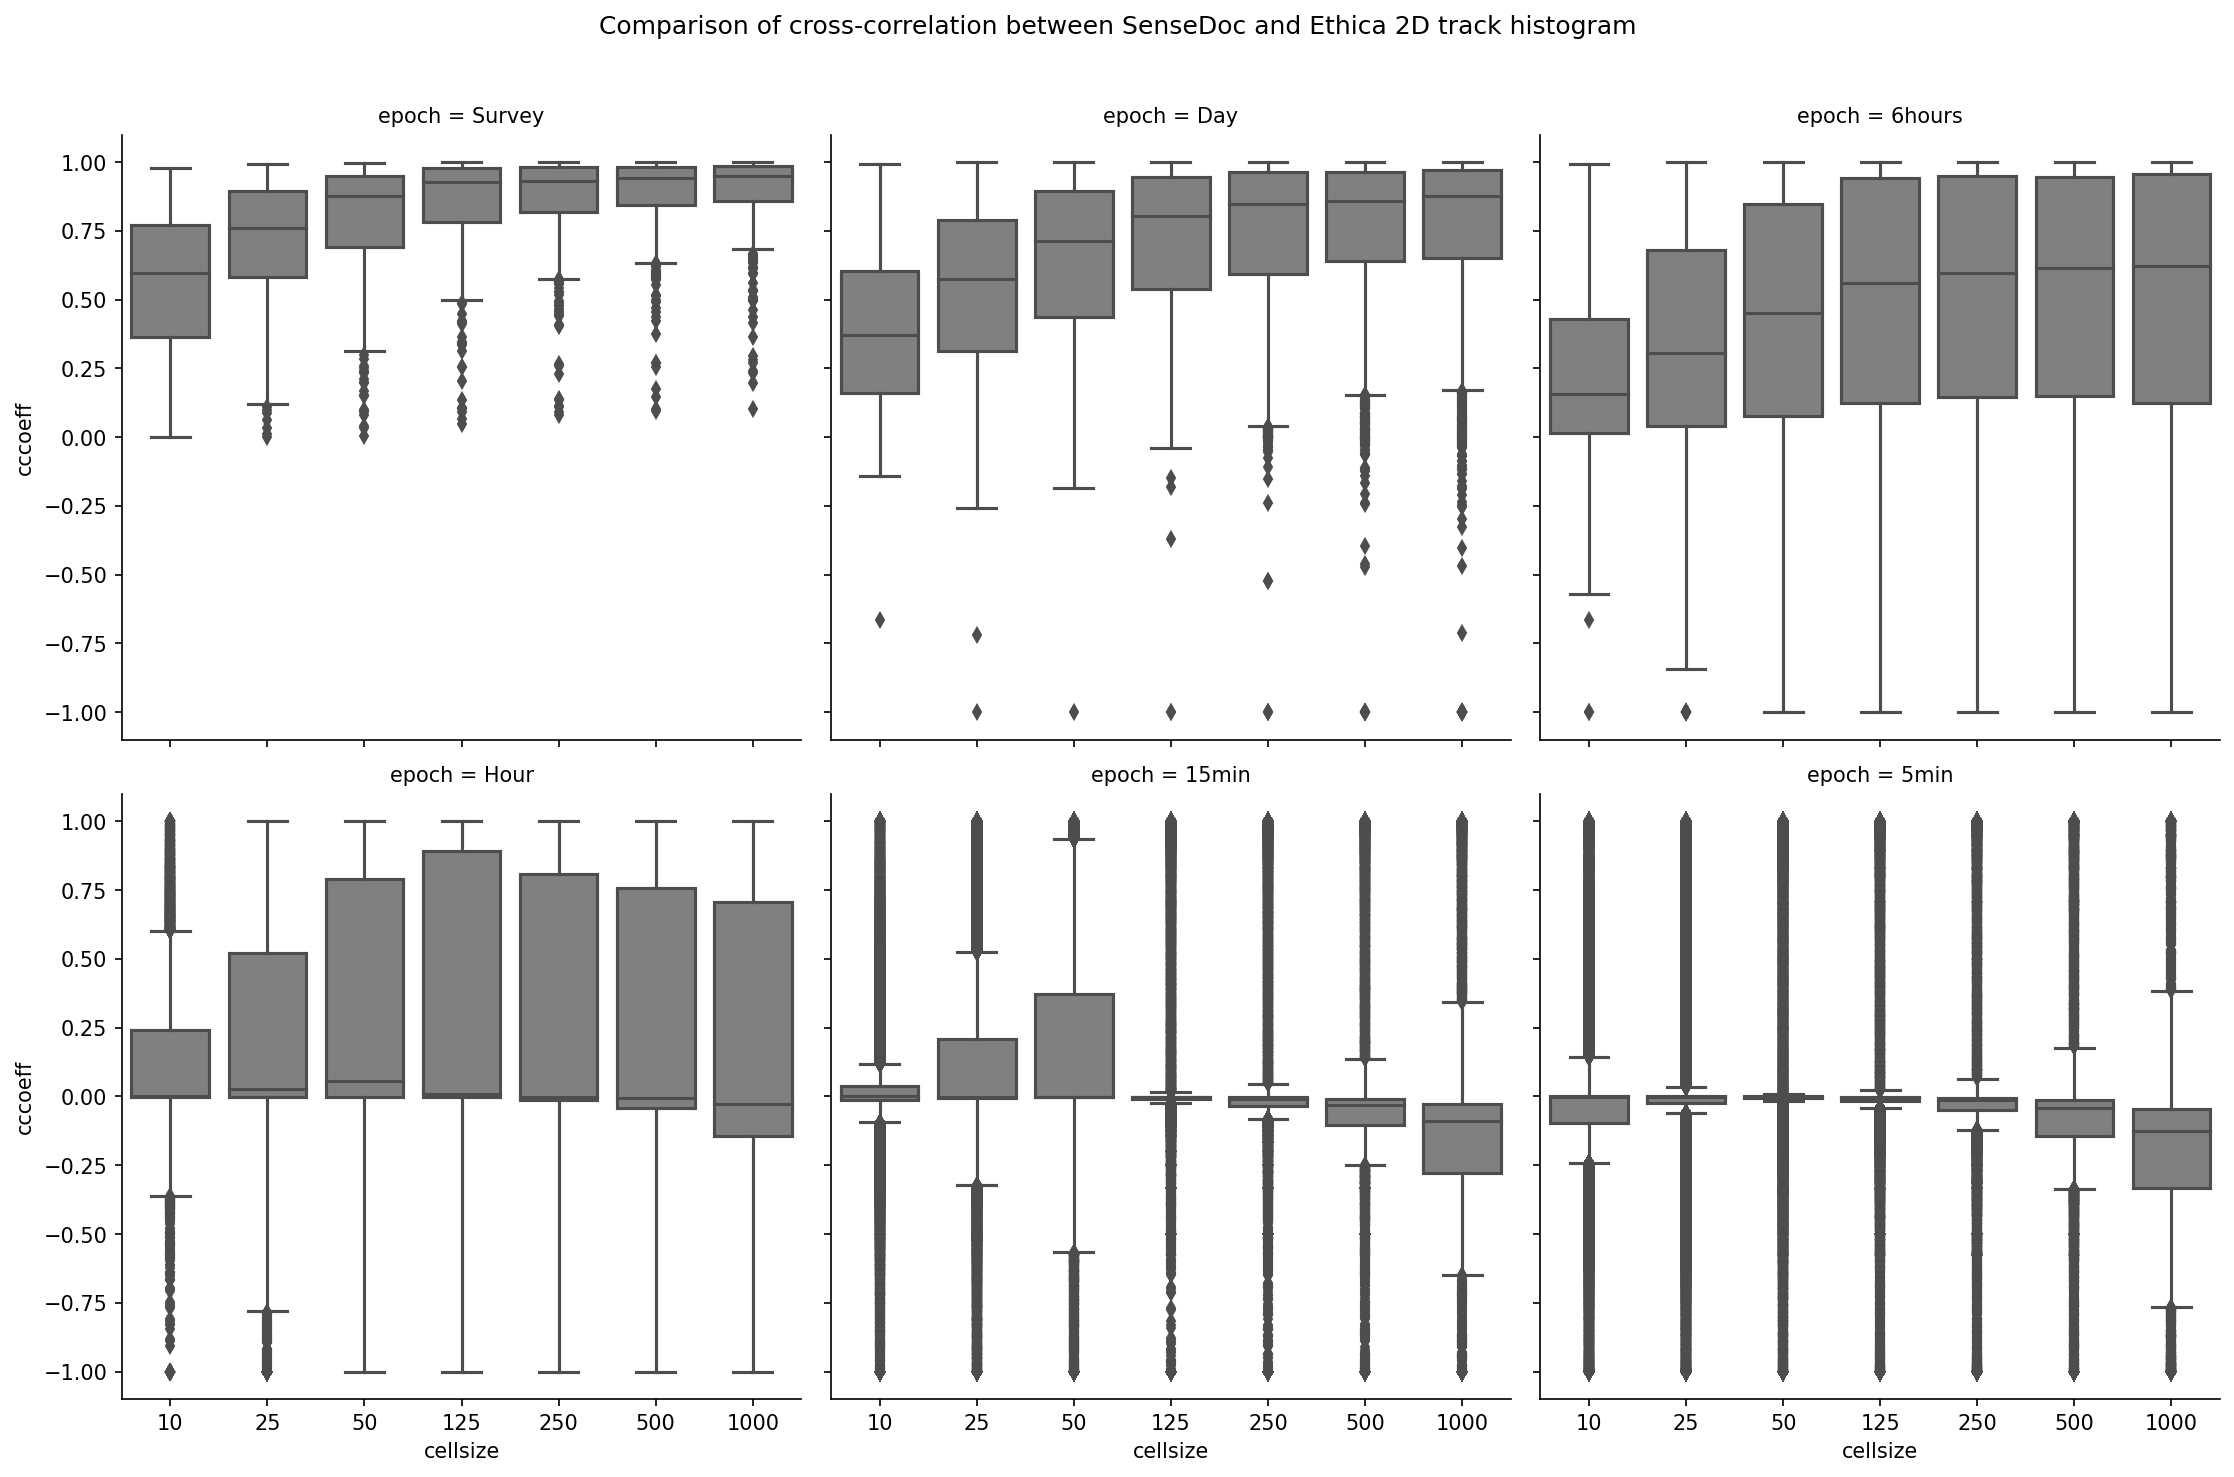 Comparison of cross-correlation between SenseDoc and Ethica 2D track histogram
epoch = Survey
epoch = Day
epoch = 6hours
1.00
0.75
0.50
0.25
0.00
−0.25
−0.50
−0.75
−1.00
cccoeff
epoch = Hour
epoch = 15min
epoch = 5min
1.00
0.75
0.50
0.25
0.00
−0.25
−0.50
−0.75
−1.00
cccoeff
10 25 50 125 250 500 1000
cellsize
10 25 50 125 250 500 1000
cellsize
10 25 50 125 250 500 1000
cellsize